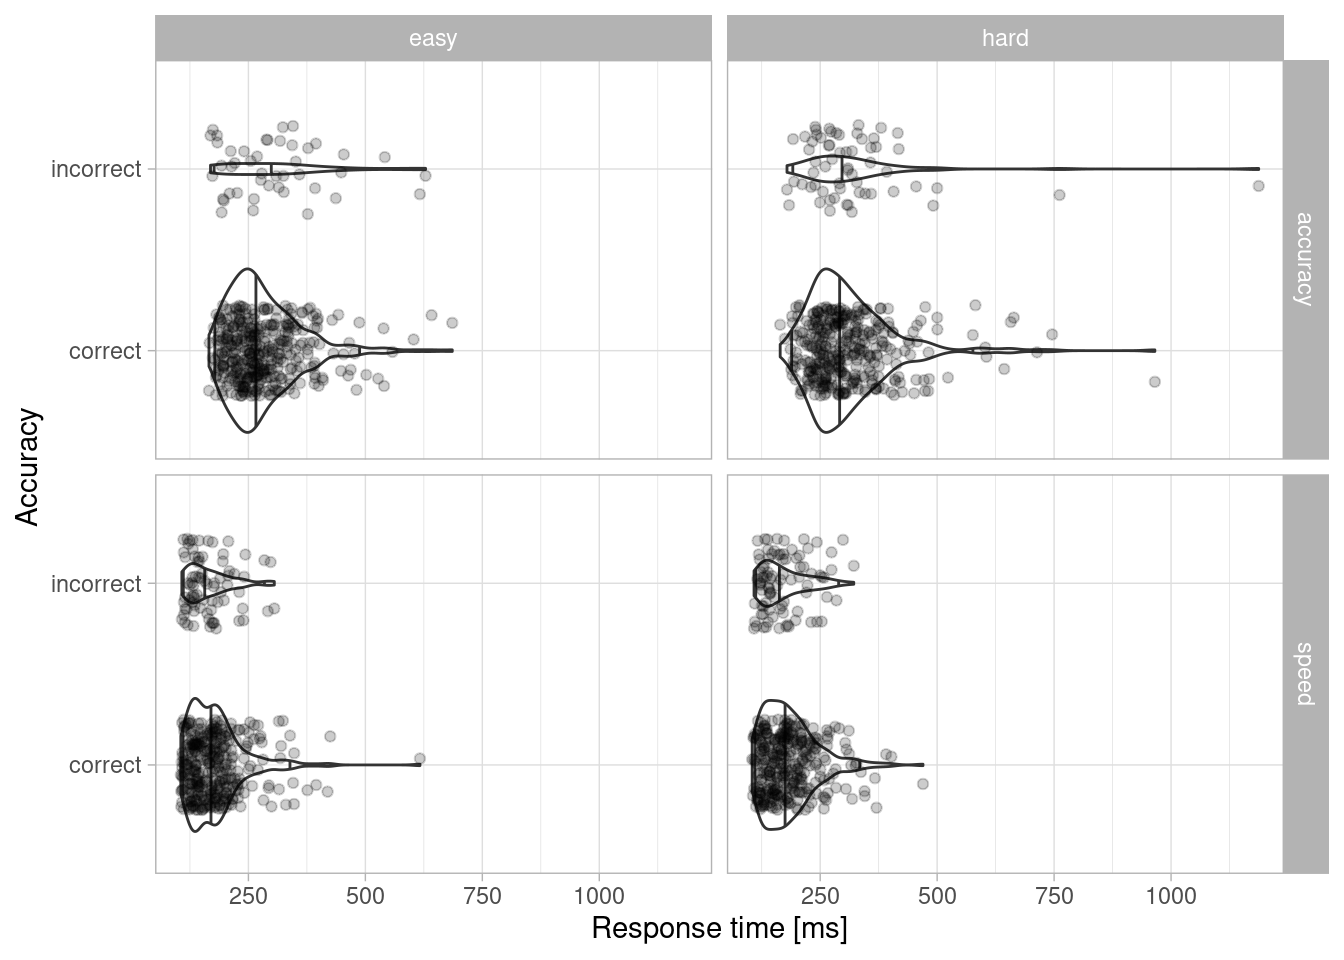 easy hard
incorrect
correct
accuracy
Accuracy
incorrect
correct
speed
250 500 750 1000 250 500 750 1000
Response time [ms]